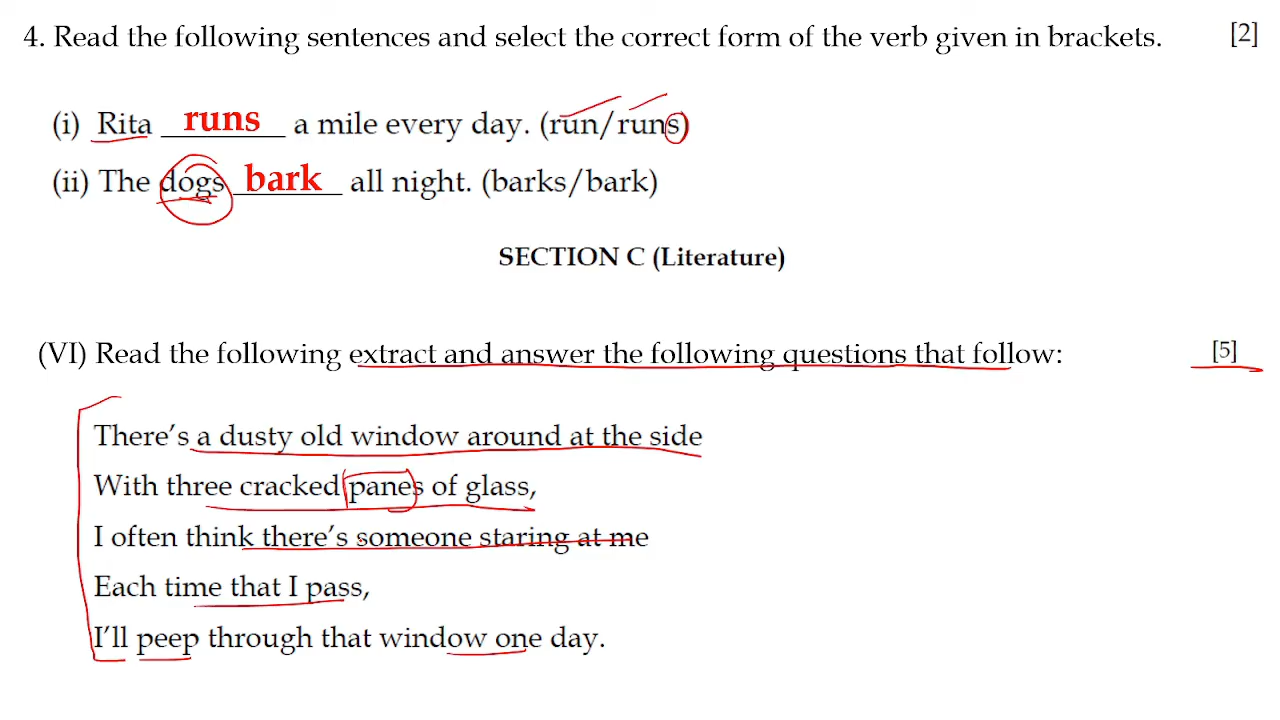 4. Read the following sentences and select the correct form of the verb given in brackets. [2]
(i) Rita runs a mile every day. (run/runs)
(ii) The dogs bark all night. (barks/bark)
SECTION C (Literature)
(VI) Read the following extract and answer the following questions that follow: [5]
There's a dusty old window around at the side
With three cracked panes of glass,
I often think there's someone staring at me
Each time that I pass,
I'll peep through that window one day.